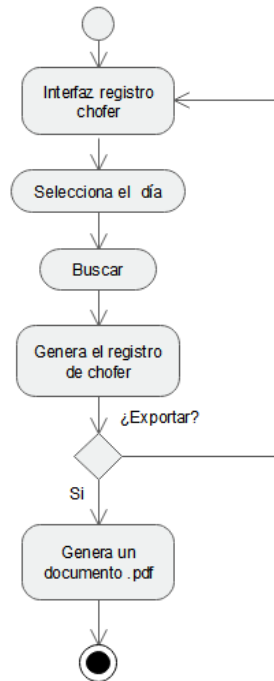 Interfaz registro
chofer
Selecciona el día
Buscar
Genera el registro
de chofer
¿Exportar?
Si
Genera un
documento .pdf